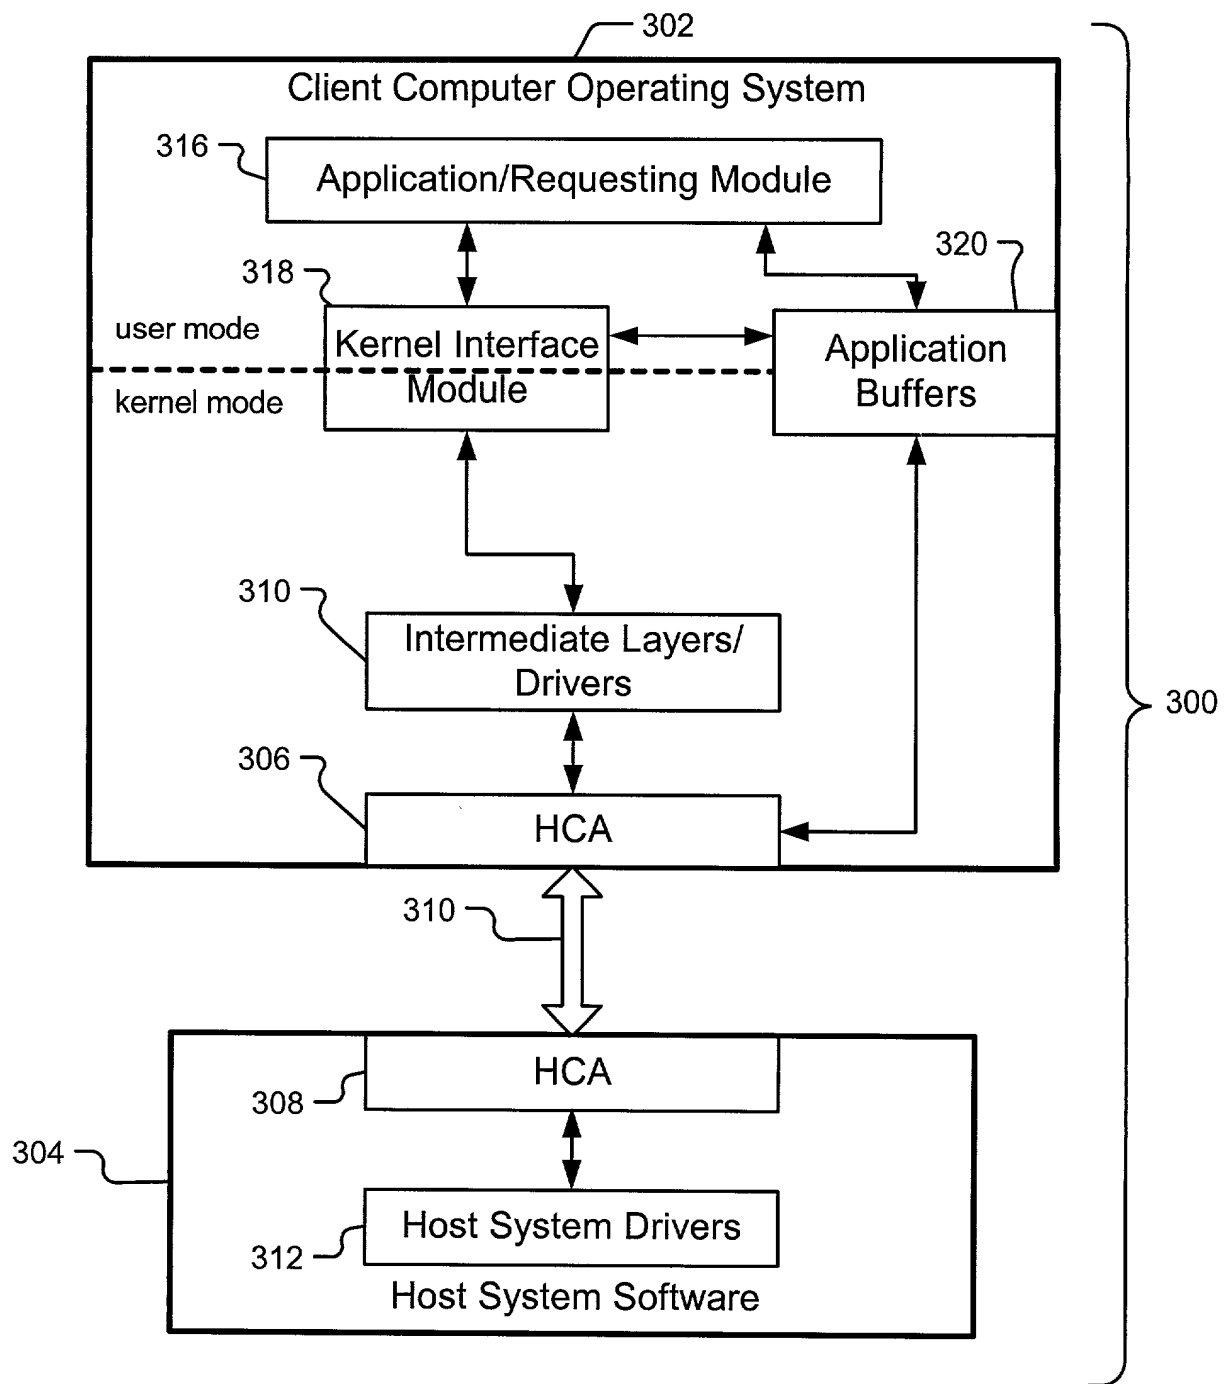 302
Client Computer Operating System
316
Application/Requesting Module
320
318
user mode
Kernel Interface
Module
kernel mode
Application
Buffers
310
Intermediate Layers/
Drivers
300
306
HCA
310
HCA
308
304
Host System Drivers
312
Host System Software